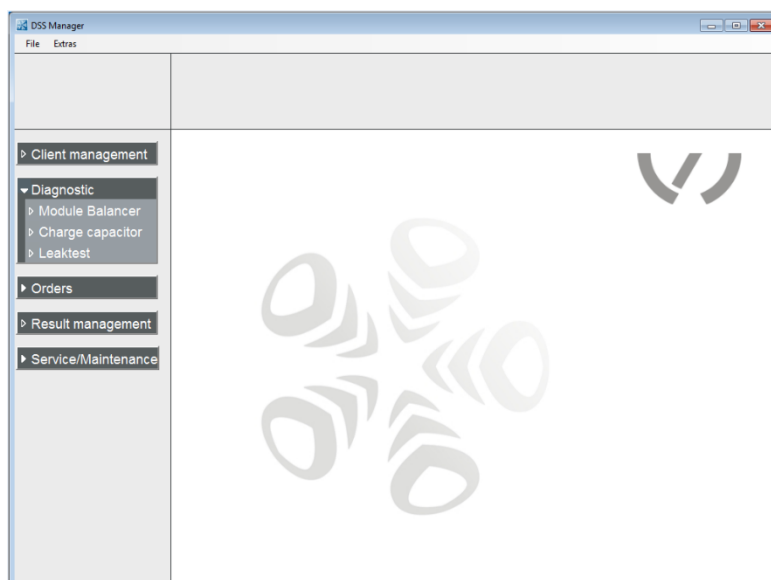 DSS Manager
File Extras
Client management
Diagnostic
Module Balancer
Charge capacitor
Leaktest
Orders
Result management
Service/Maintenance